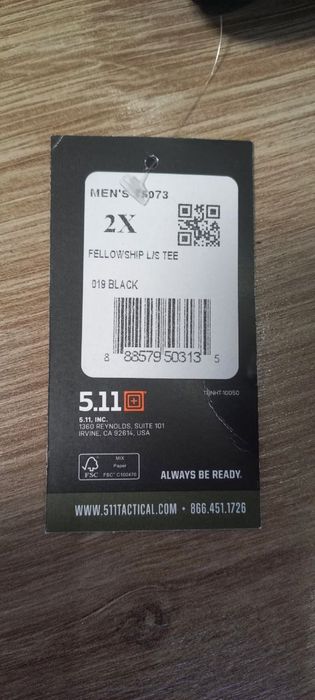 MEN'S
2X
FELLOWSHIP L/S TEE
019 BLACK
8 88579 50313 5
5.11
5.11, INC.
1360 REYNOLDS, SUITE 101
IRVINE, CA 92614, USA
MIX
Paper
FSC
ALWAYS BE READY.
WWW.511TACTICAL.COM • 866.451.1726